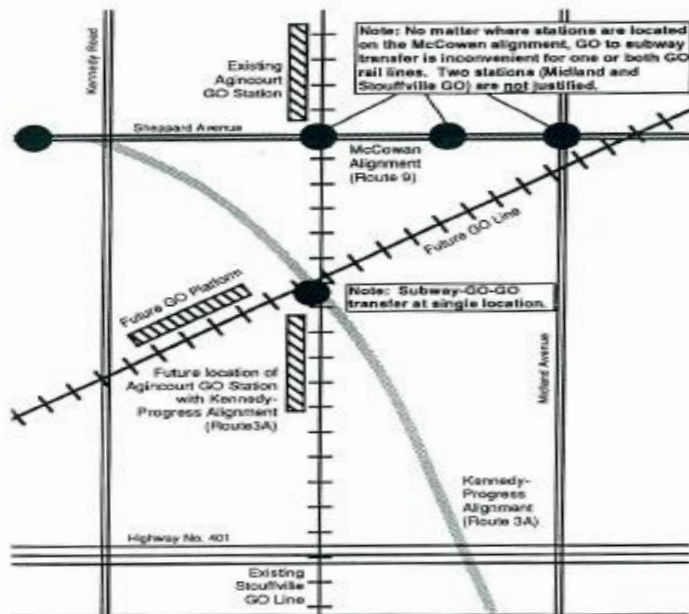 Kennedy Road
Existing
Agincourt
GO Station
Note: No matter where stations are located
on the McCowan alignment, GO to subway
transfer is inconvenient for one or both GO
rail lines. Two stations (Midland and
Stouffville GO) are not justified.
Sheppard Avenue
McCowan
Alignment
(Route 9)
Future GO Line
Future GO Platform
Note: Subway-GO-GO
transfer at single location.
Future location of
Agincourt GO Station
with Kennedy-
Progress Alignment
(Route3A)
Midland Avenue
Kennedy-
Progress
Alignment
(Route 3A)
Highway No. 401
Existing
Stouffville
GO Line